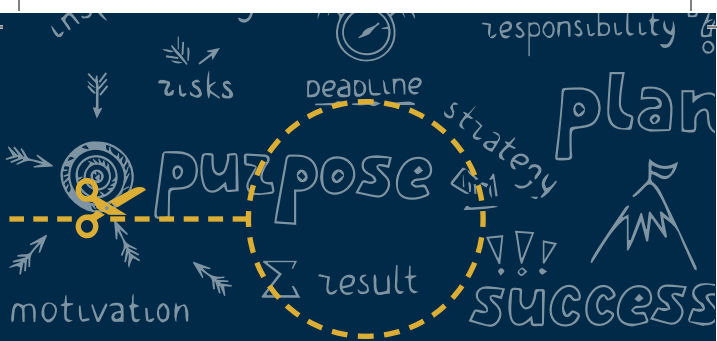 responsibility
risks
DEADLINE
plan
strategy
purpose
result
success
motivation